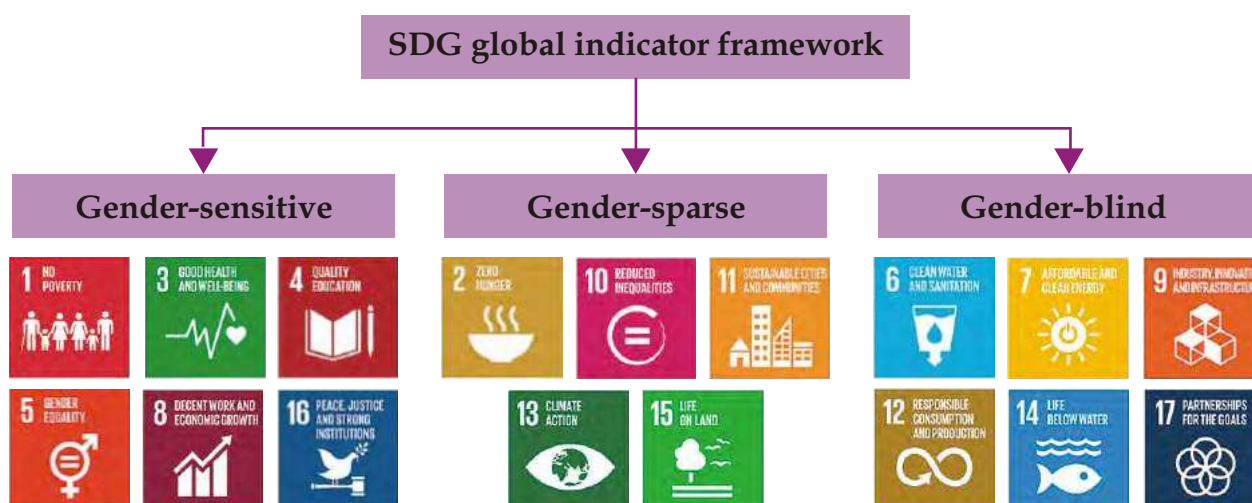 SDG global indicator framework
Gender-sensitive
Gender-sparse
Gender-blind
1 NO
POVERTY
3 GOOD HEALTH
AND WELL-BEING
4 QUALITY
EDUCATION
2 ZERO
HUNGER
10 REDUCED
INEQUALITIES
11 SUSTAINABLE CITIES
AND COMMUNITIES
6 CLEAN WATER
AND SANITATION
7 AFFORDABLE AND
CLEAN ENERGY
9 INDUSTRY, INNOVATI
AND INFRASTRUCTUR
5 GENDER
EQUALITY
8 DECENT WORK AND
ECONOMIC GROWTH
16 PEACE, JUSTICE
AND STRONG
INSTITUTIONS
13 CLIMATE
ACTION
15 LIFE
ON LAND
12 RESPONSIBLE
CONSUMPTION
AND PRODUCTION
14 LIFE
BELOW WATER
17 PARTNERSHIPS
FOR THE GOALS